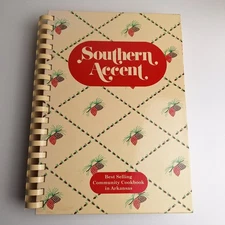 Southern
Accent
Best Selling
Community Cookbook
in Arkansas